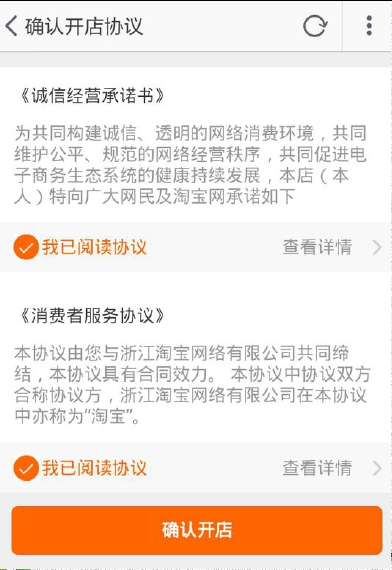 确认开店协议
《诚信经营承诺书》
为共同构建诚信、透明的网络消费环境，共同
维护公平、规范的网络经营秩序，共同促进电
子商务生态系统的健康持续发展，本店（本
人）特向广大网民及淘宝网承诺如下
我已阅读协议 查看详情
《消费者服务协议》
本协议由您与浙江淘宝网络有限公司共同缔
结，本协议具有合同效力。 本协议中协议双方
合称协议方，浙江淘宝网络有限公司在本协议
中亦称为“淘宝”。
我已阅读协议 查看详情
确认开店